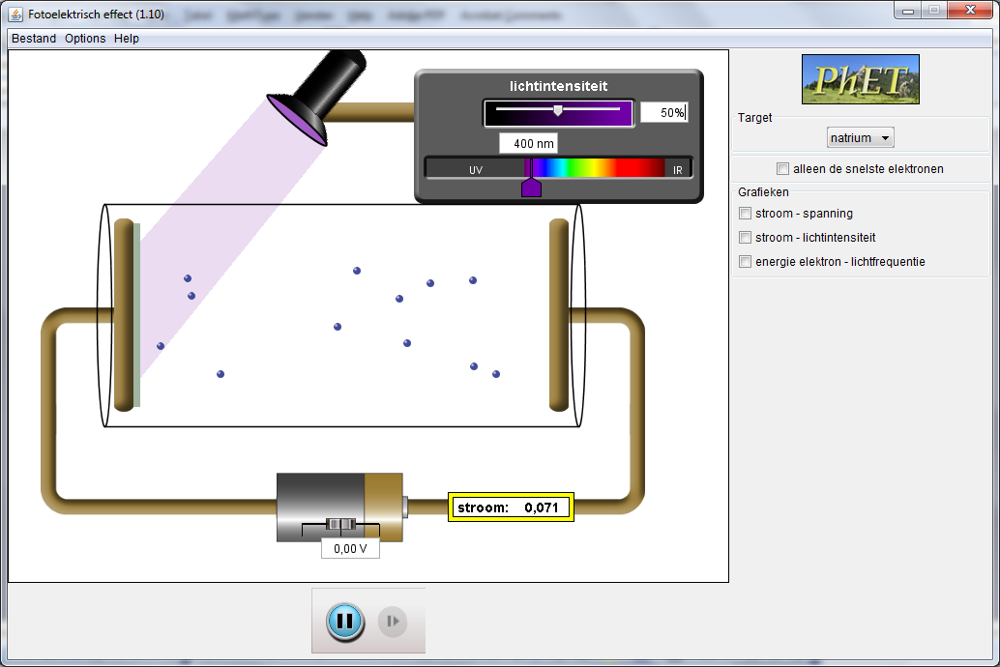 Fotoelektrisch effect (1.10)
Bestand Options Help
lichtintensiteit
50%
400 nm
UV IR
stroom: 0,071
0,00 V
PhET
Target
natrium
alleen de snelste elektronen
Grafieken
stroom - spanning
stroom - lichtintensiteit
energie elektron - lichtfrequentie